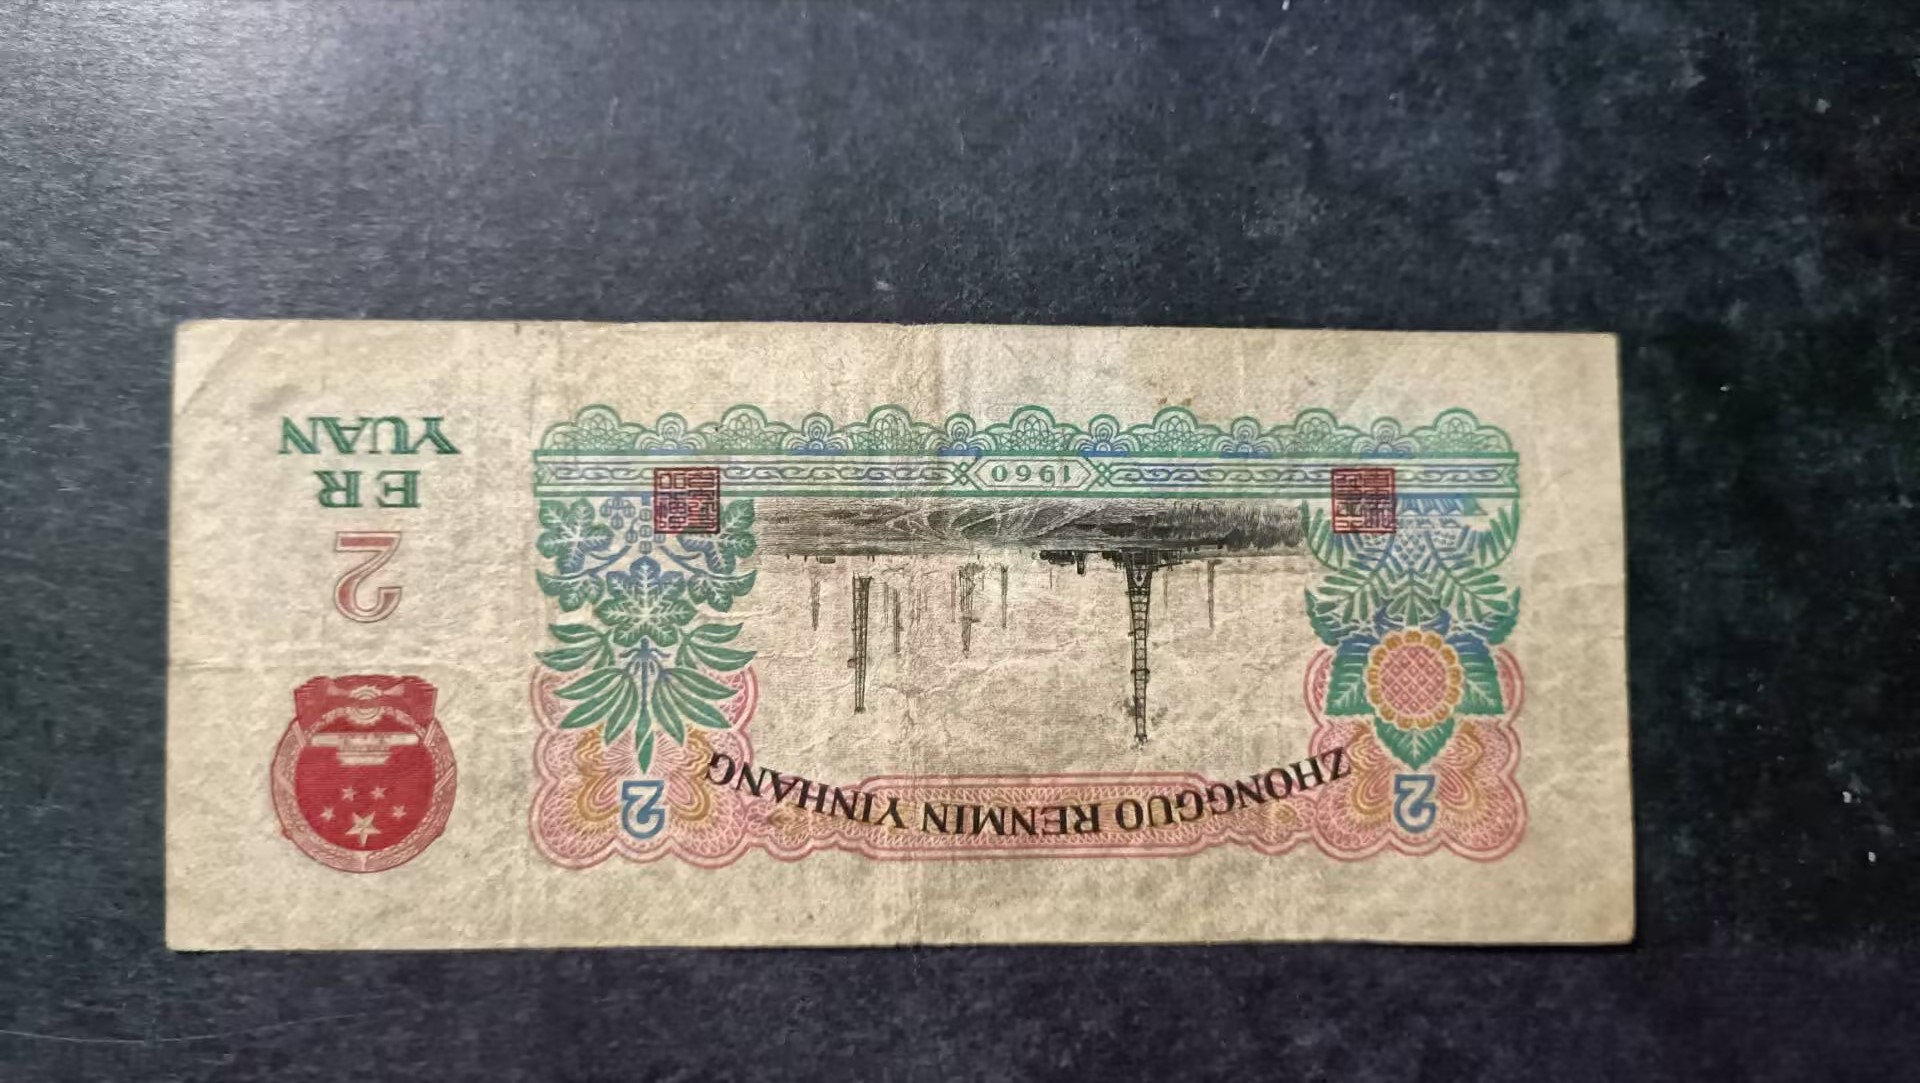 ZHONGGUO RENMIN YINHANG
2
2
2
ER
YUAN
1960